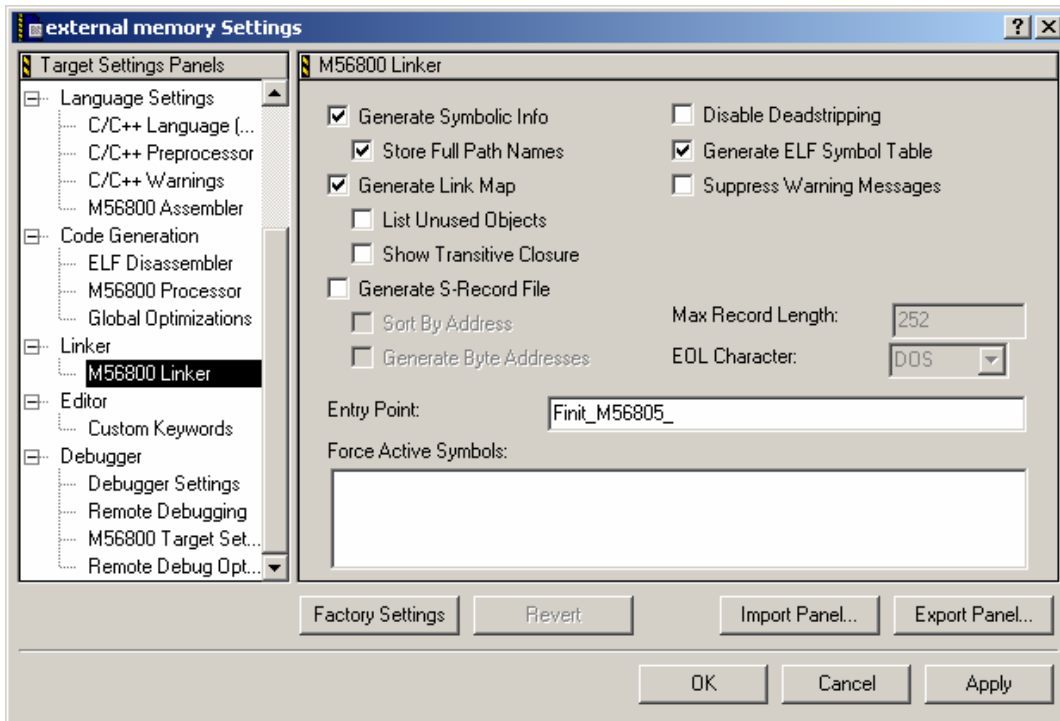 external memory Settings
Target Settings Panels
Language Settings
C/C++ Language (...
C/C++ Preprocessor
C/C++ Warnings
M56800 Assembler
Code Generation
ELF Disassembler
M56800 Processor
Global Optimizations
Linker
M56800 Linker
Editor
Custom Keywords
Debugger
Debugger Settings
Remote Debugging
M56800 Target Set...
Remote Debug Opt...
M56800 Linker
Generate Symbolic Info
Store Full Path Names
Generate Link Map
List Unused Objects
Show Transitive Closure
Generate S-Record File
Sort By Address
Generate Byte Addresses
Disable Deadstripping
Generate ELF Symbol Table
Suppress Warning Messages
Max Record Length: 252
EOL Character: DOS
Entry Point: Finit_M56805_
Force Active Symbols:
Factory Settings Revert Import Panel... Export Panel...
OK Cancel Apply